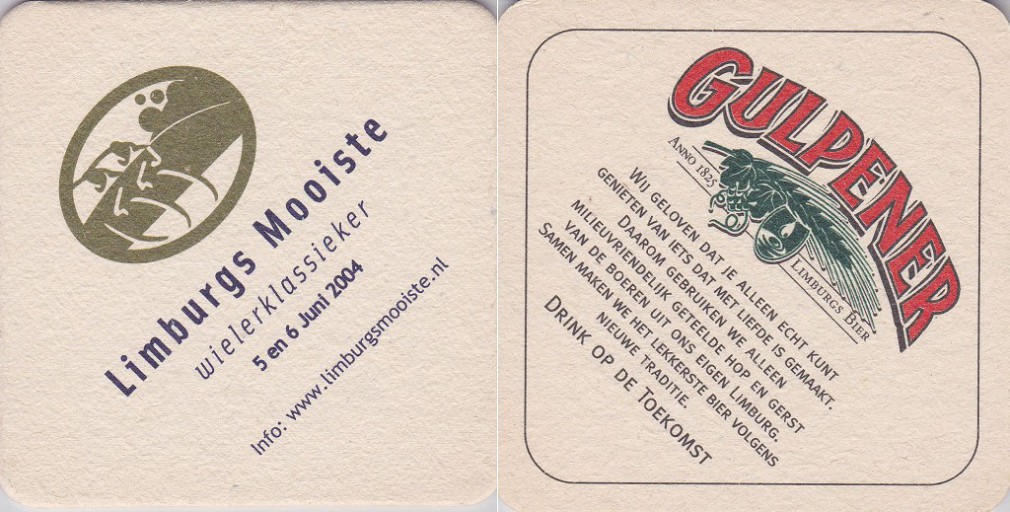 Limburgs Mooiste
wielerklassieker
5 en 6 Juni 2004
Info: www.limburgsmooiste.nl
GULPENER
ANNO 1825
LIMBURGS BIER
WIJ GELOVEN DAT JE ALLEEN ECHT KUNT
GENIETEN VAN IETS DAT MET LIEFDE IS GEMAAKT.
DAAROM GEBRUIKEN WE ALLEEN
MILIEUVRIENDELIJK GETEELDE HOP EN GERST
VAN DE BOEREN UIT ONS EIGEN LIMBURG.
SAMEN MAKEN WE HET LEKKERSTE BIER VOLGENS
NIEUWE TRADITIE.
DRINK OP DE TOEKOMST